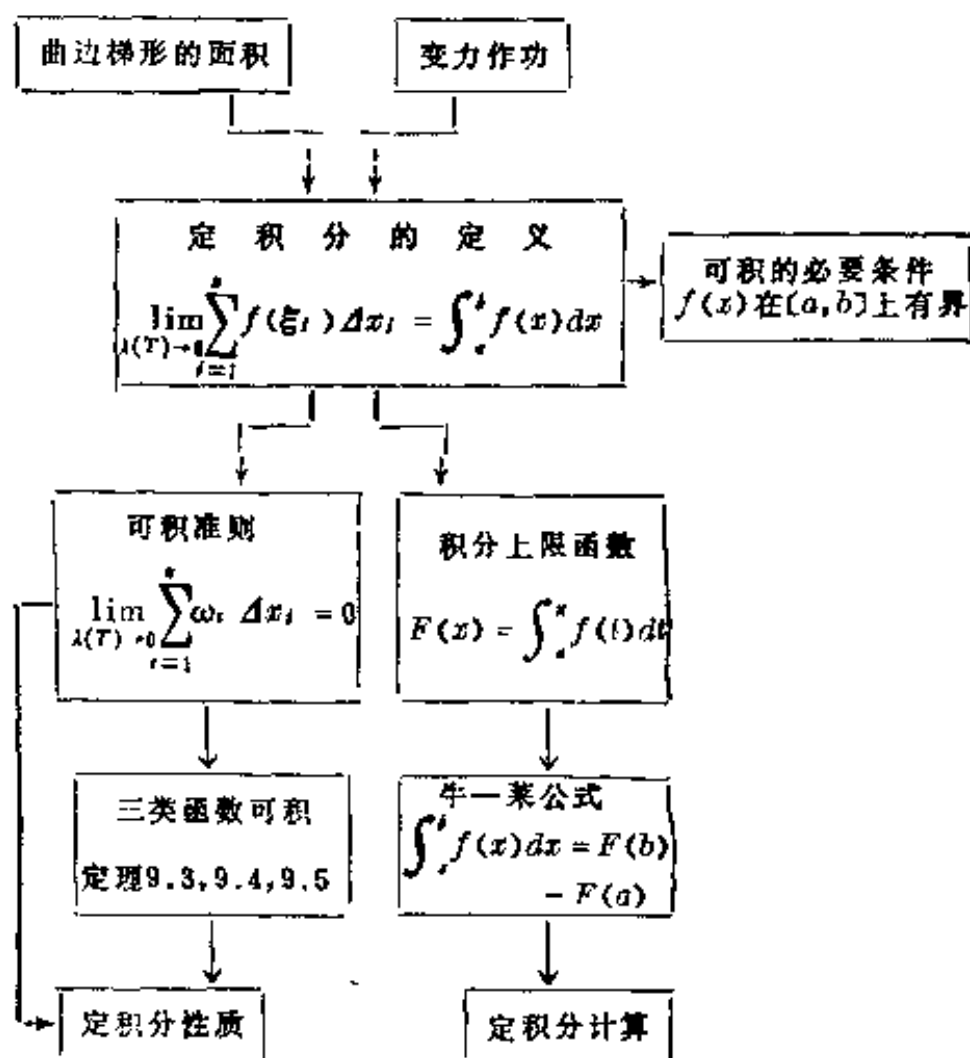 曲边梯形的面积
变力作功
定积分的定义
$\lim_{\lambda(T)\to 0}\sum_{i=1}^{n} f(\xi_i)\Delta x_i = \int_a^b f(x)dx$
可积的必要条件
f(x)在[a,b]上有界
可积准则
$\lim_{\lambda(T)\to 0}\sum_{i=1}^{n} \omega_i \Delta x_i = 0$
积分上限函数
$F(x) = \int_a^x f(t)dt$
三类函数可积
定理9.3,9.4,9.5
牛—莱公式
$\int_a^b f(x)dx = F(b)$
$- F(a)$
定积分性质
定积分计算